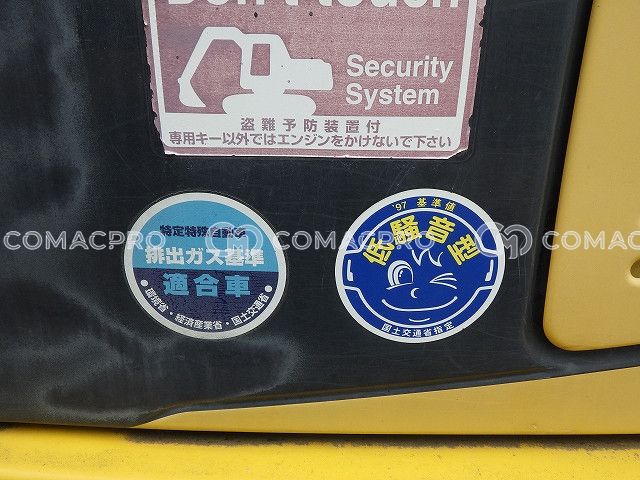 Don't touch
Security
System
盗難予防装置付
専用キー以外ではエンジンをかけないで下さい
特定特殊自動車
排出ガス基準
適合車
・環境省・経済産業省・国土交通省・
'97 基準値
低騒音型
国土交通省指定
COMACPRO COMACPRO COMACPRO COMACPRO